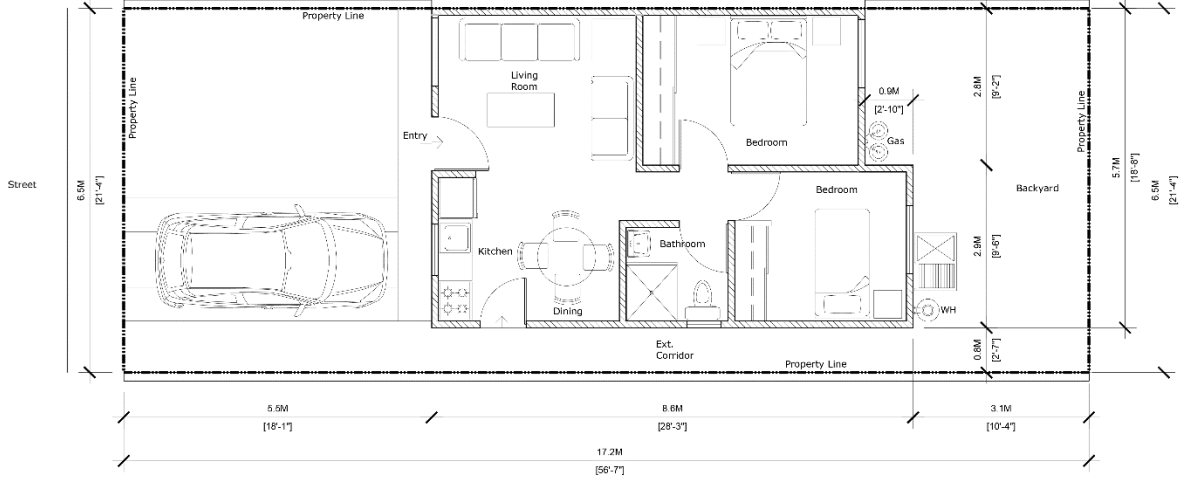 Property Line
Property Line
Street
6.5M
[21'-4"]
Living
Room
Entry
Kitchen
Dining
Bathroom
Bedroom
Bedroom
0.9M
[2'-10"]
Gas
2.8M
[9'-2"]
2.9M
[9'-6"]
WH
Backyard
Property Line
5.7M
[18'-8"]
6.5M
[21'-4"]
0.8M
[2'-7"]
Ext.
Corridor
Property Line
5.5M
[18'-1"]
8.6M
[28'-3"]
3.1M
[10'-4"]
17.2M
[56'-7"]